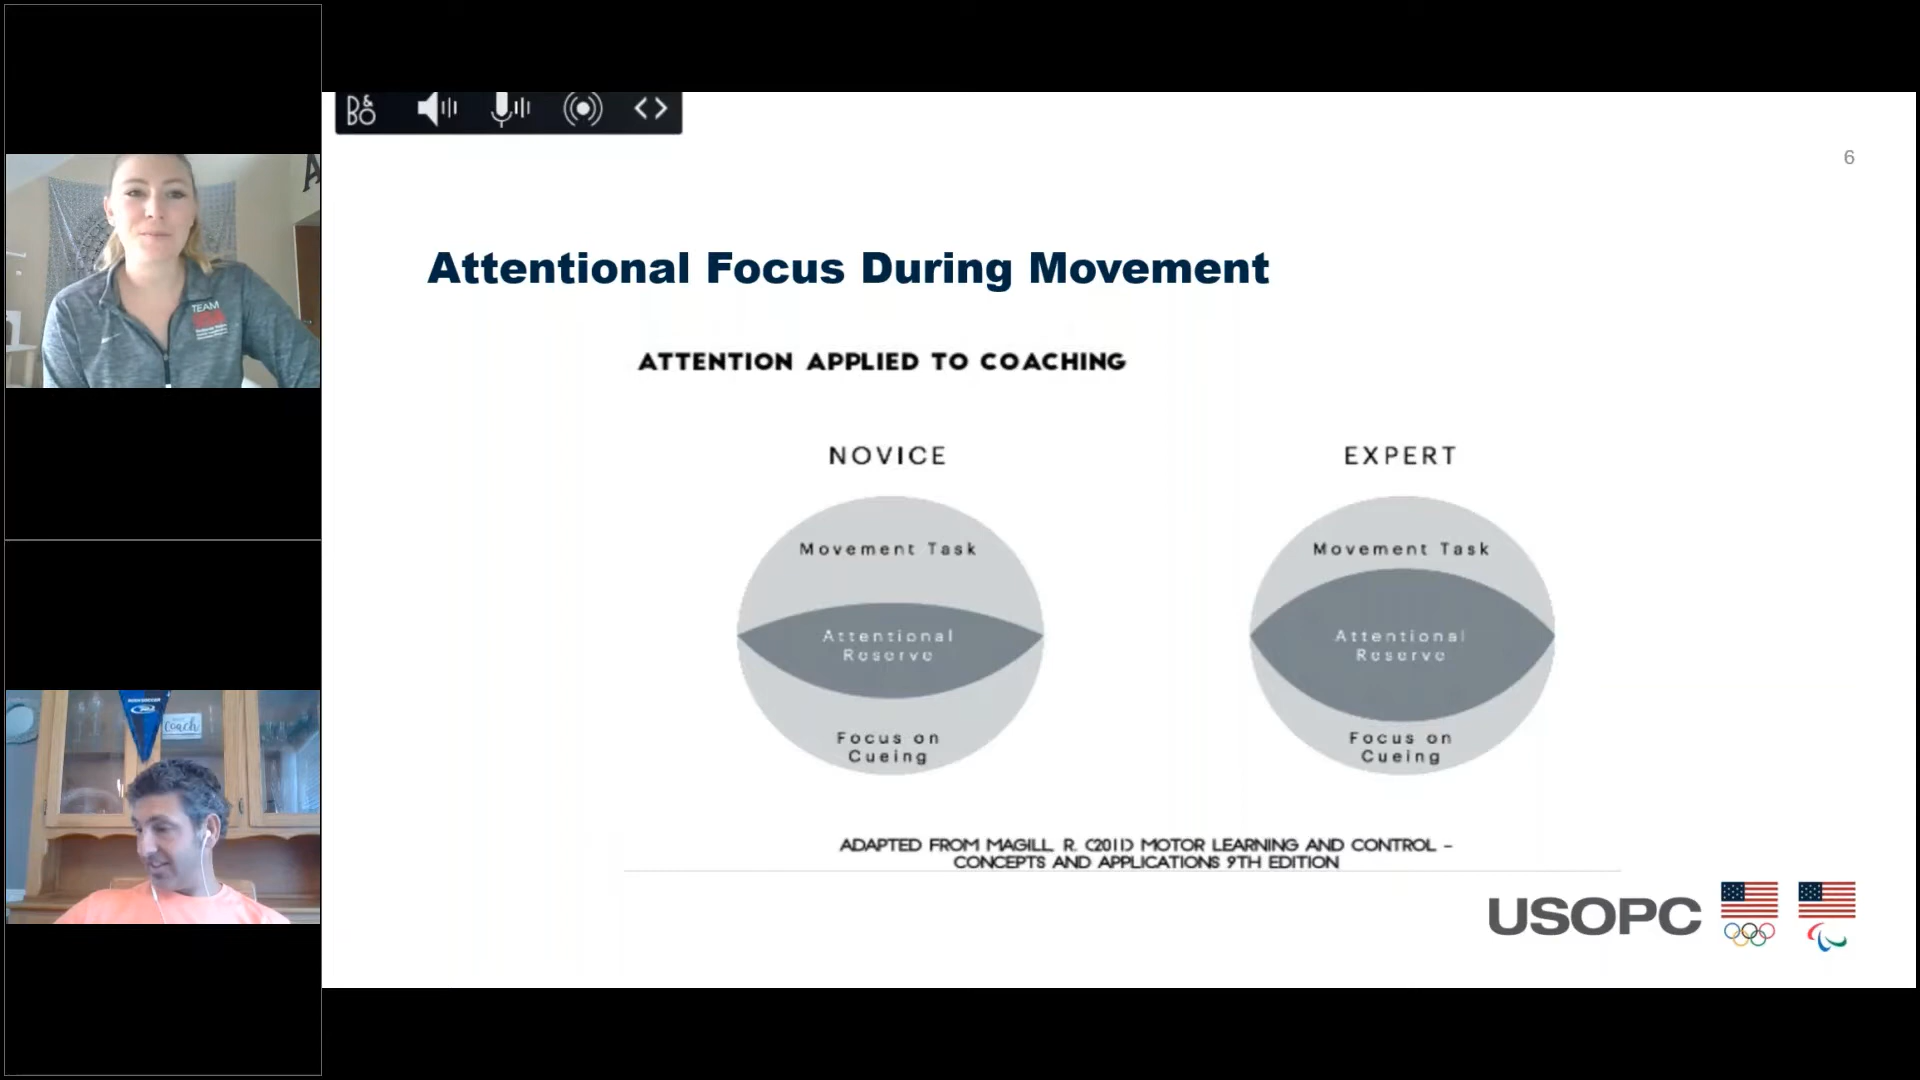 B&O
6
Attentional Focus During Movement
ATTENTION APPLIED TO COACHING
NOVICE
EXPERT
Movement Task
Attentional
Reserve
Focus on
Cueing
Movement Task
Attentional
Reserve
Focus on
Cueing
ADAPTED FROM MAGILL, R. (2011) MOTOR LEARNING AND CONTROL –
CONCEPTS AND APPLICATIONS 9TH EDITION
USOPC
TEAM
coach
A